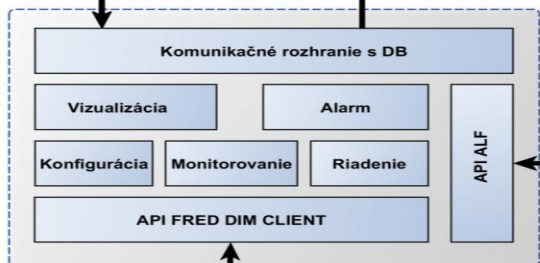 Komunikačné rozhranie s DB
Vizualizácia
Alarm
Konfigurácia
Monitorovanie
Riadenie
API ALF
API FRED DIM CLIENT